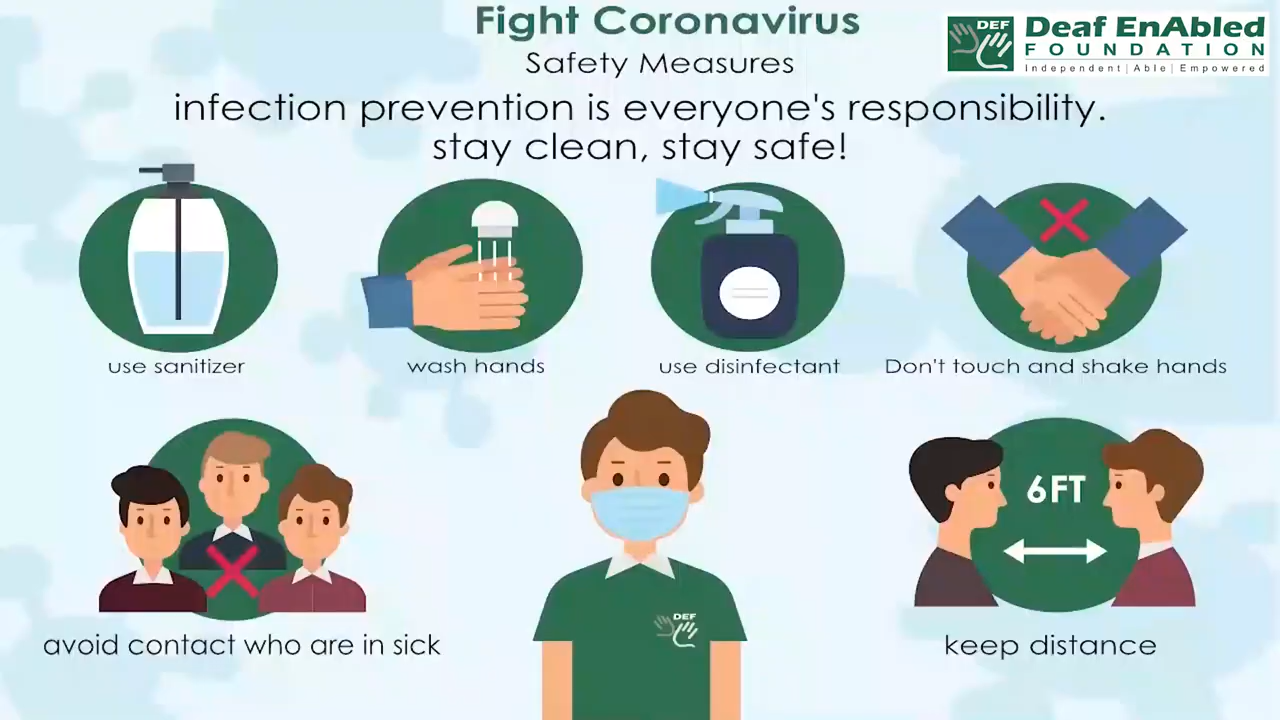 Fight Coronavirus
Safety Measures
DEF
Deaf EnAbled
FOUNDATION
Independent | Able | Empowered
infection prevention is everyone's responsibility.
stay clean, stay safe!
use sanitizer
wash hands
use disinfectant
Don't touch and shake hands
6FT
DEF
avoid contact who are in sick
keep distance